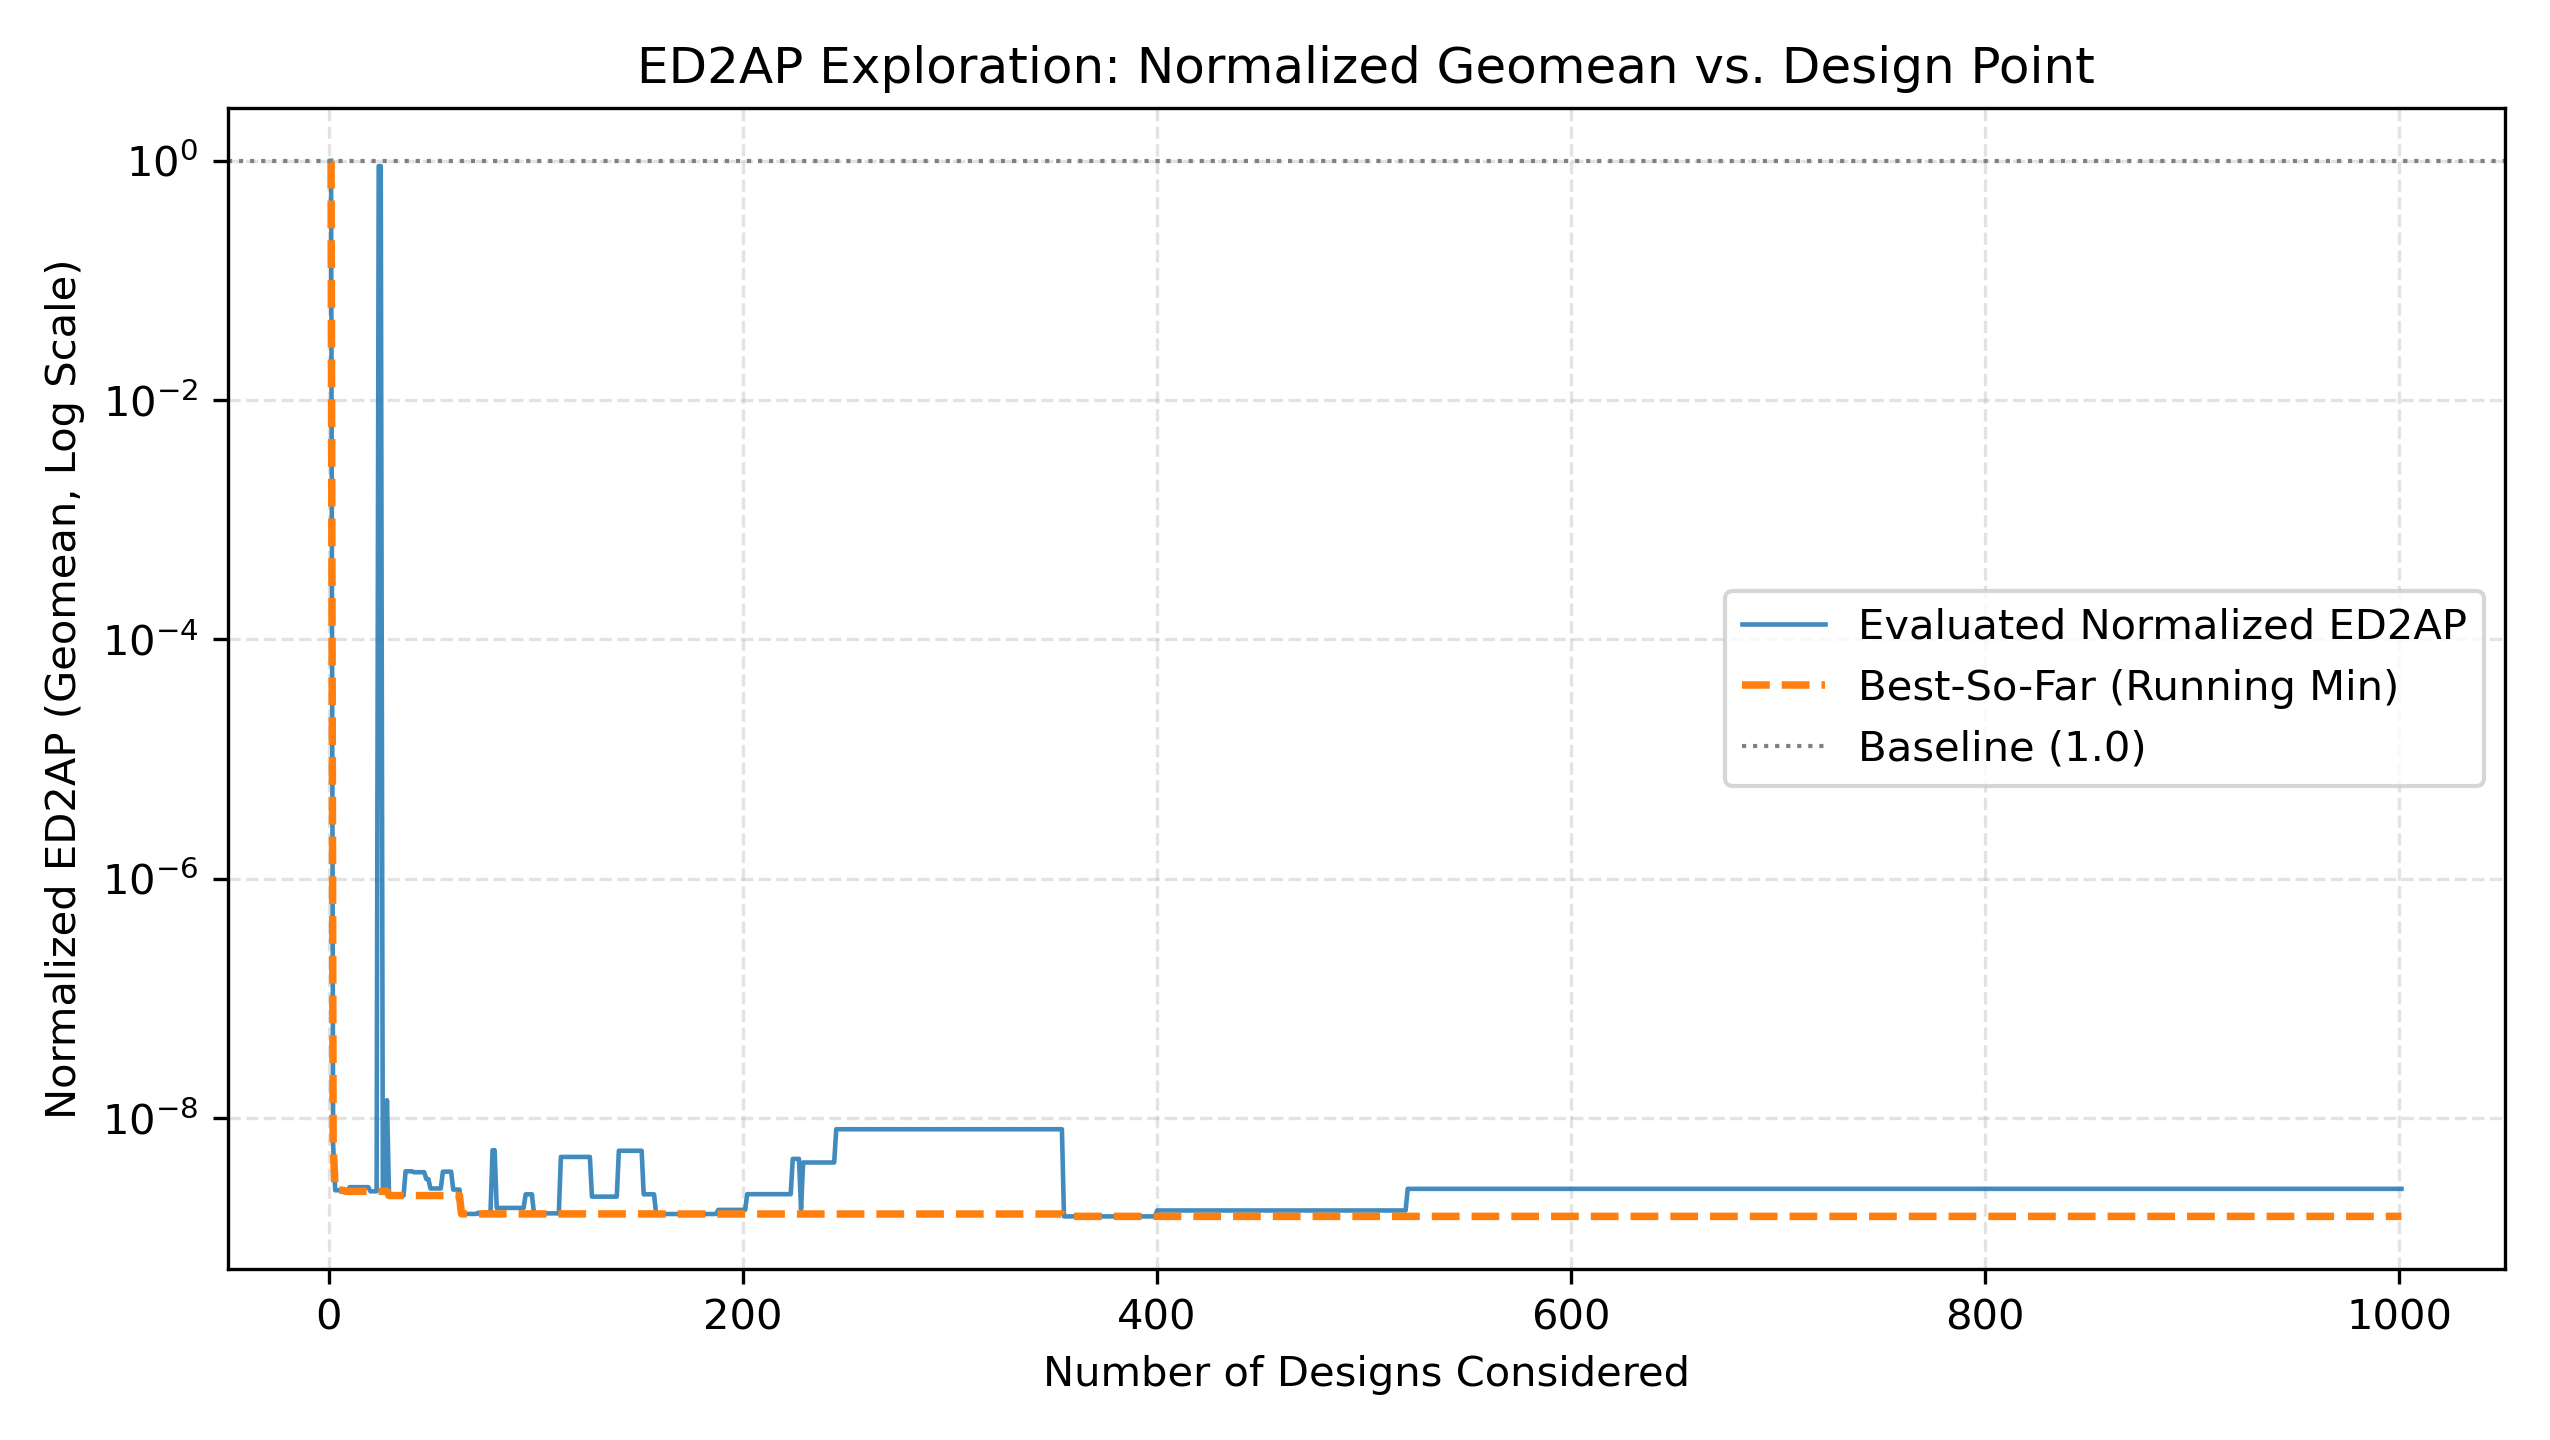 ED2AP Exploration: Normalized Geomean vs. Design Point
Normalized ED2AP (Geomean, Log Scale)
10⁰
10⁻²
10⁻⁴
10⁻⁶
10⁻⁸
Evaluated Normalized ED2AP
Best-So-Far (Running Min)
Baseline (1.0)
0 200 400 600 800 1000
Number of Designs Considered